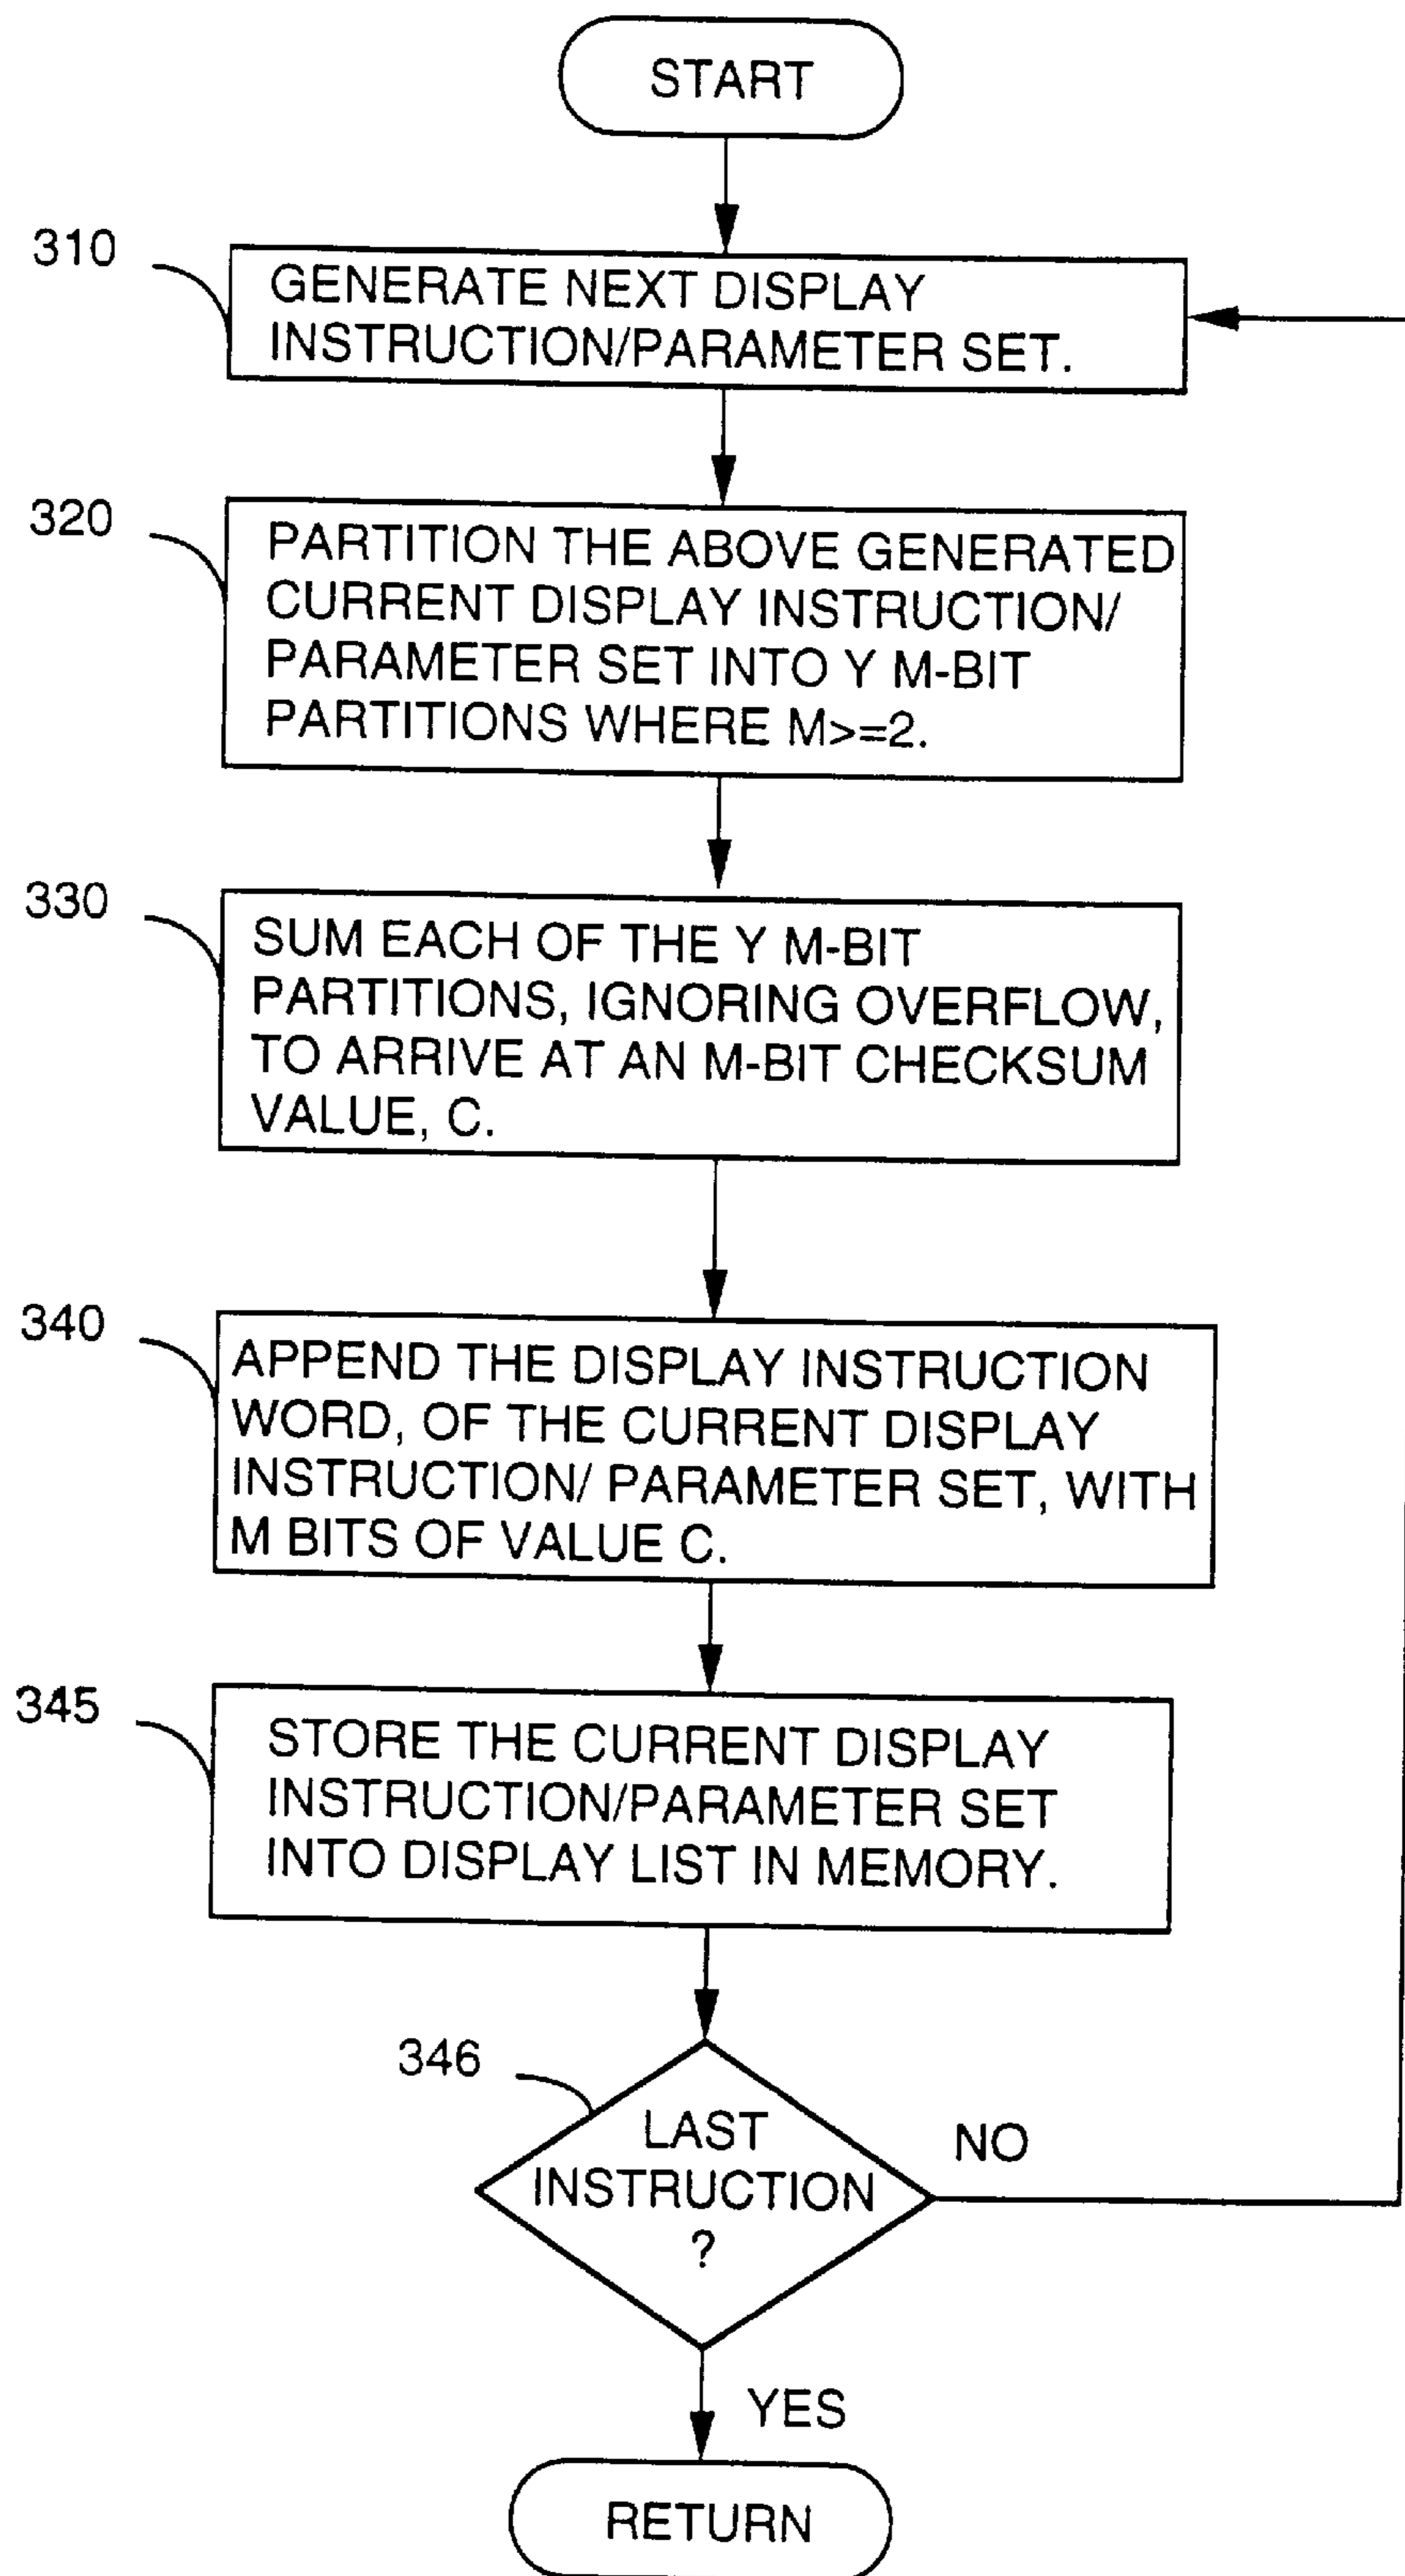 START
310
GENERATE NEXT DISPLAY
INSTRUCTION/PARAMETER SET.
320
PARTITION THE ABOVE GENERATED
CURRENT DISPLAY INSTRUCTION/
PARAMETER SET INTO Y M-BIT
PARTITIONS WHERE M>=2.
330
SUM EACH OF THE Y M-BIT
PARTITIONS, IGNORING OVERFLOW,
TO ARRIVE AT AN M-BIT CHECKSUM
VALUE, C.
340
APPEND THE DISPLAY INSTRUCTION
WORD, OF THE CURRENT DISPLAY
INSTRUCTION/ PARAMETER SET, WITH
M BITS OF VALUE C.
345
STORE THE CURRENT DISPLAY
INSTRUCTION/PARAMETER SET
INTO DISPLAY LIST IN MEMORY.
346
LAST
INSTRUCTION
?
NO
YES
RETURN